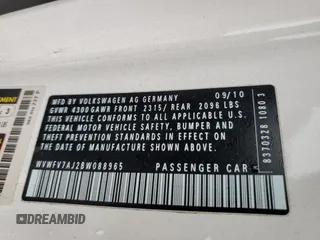 MFD BY VOLKSWAGEN AG GERMANY 09/10
GVWR 4300 GAWR FRONT 2315/ REAR 2096 LBS
THIS VEHICLE CONFORMS TO ALL APPLICABLE
FEDERAL MOTOR VEHICLE SAFETY, BUMPER, AND
THEFT PREVENTION STANDARDS IN EFFECT ON
THE DATE OF MANUFACTURE SHOWN ABOVE.
WVWFV7AJ2BW088965 PASSENGER CAR
8370328 1080 3
DREAMBID